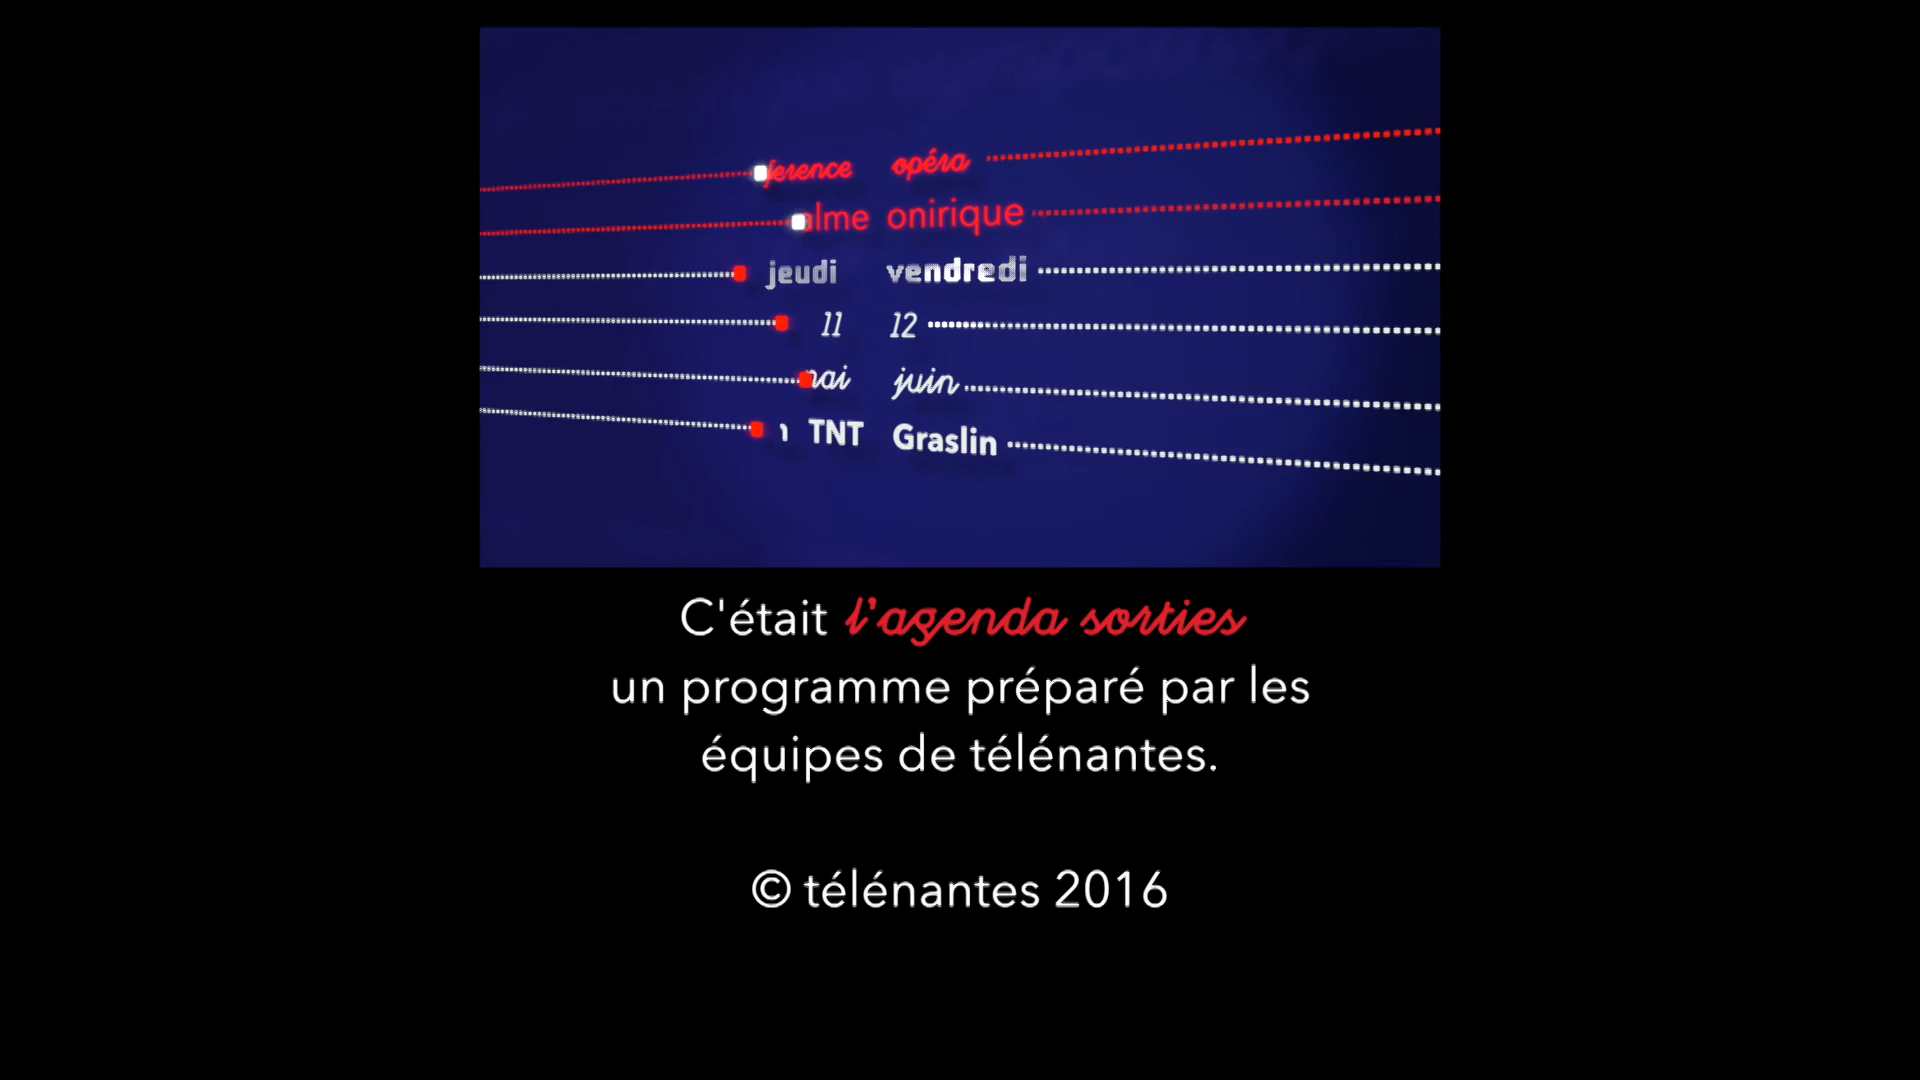 opéra
onirique
jeudi vendredi
11 12
juin
TNT Graslin
C'était l'agenda sorties
un programme préparé par les
équipes de télénantes.
© télénantes 2016